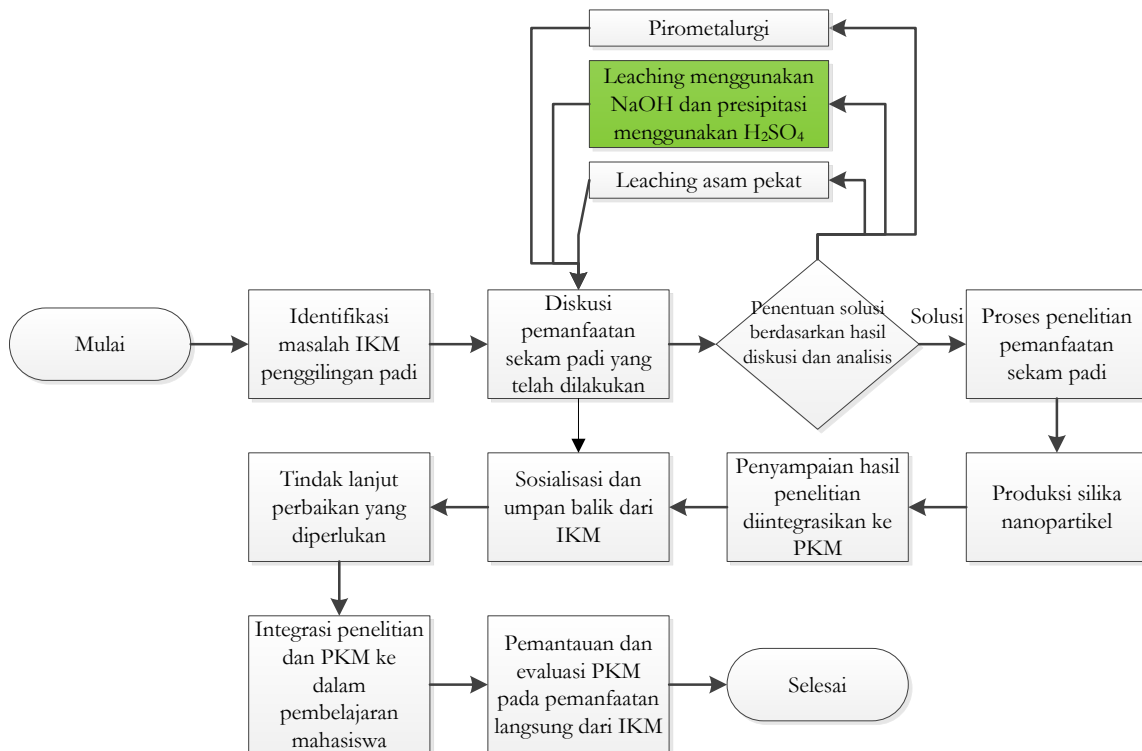 Pirometalurgi
Leaching menggunakan
NaOH dan presipitasi
menggunakan H₂SO₄
Leaching asam pekat
Mulai
Identifikasi
masalah IKM
penggilingan padi
Diskusi
pemanfaatan
sekam padi yang
telah dilakukan
Penentuan solusi
berdasarkan hasil
diskusi dan analisis
Solusi
Proses penelitian
pemanfaatan
sekam padi
Tindak lanjut
perbaikan yang
diperlukan
Sosialisasi dan
umpan balik dari
IKM
Penyampaian hasil
penelitian
diintegrasikan ke
PKM
Produksi silika
nanopartikel
Integrasi penelitian
dan PKM ke
dalam
pembelajaran
mahasiswa
Pemantauan dan
evaluasi PKM
pada pemanfaatan
langsung dari IKM
Selesai